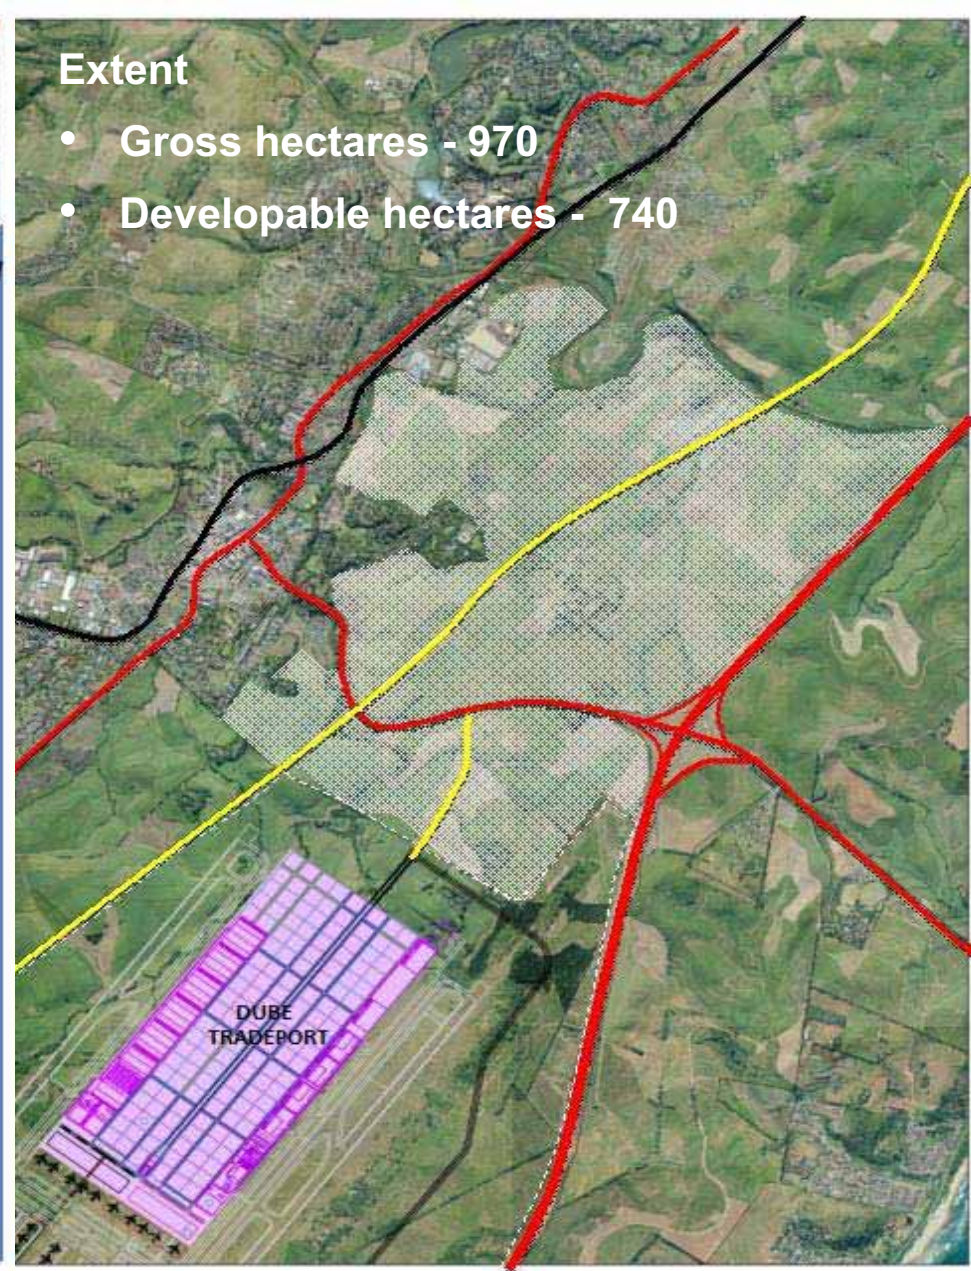 Extent
• Gross hectares - 970
• Developable hectares - 740
DUBE
TRADEPORT